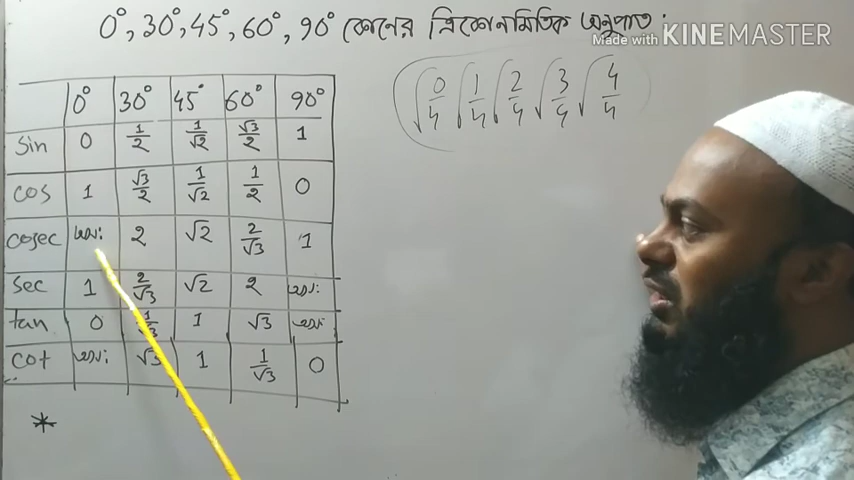 0°, 30°, 45°, 60°, 90° কোনের ত্রিকোনমিতিক অনুপাত:
Made with KINEMASTER
√0/4 √1/4 √2/4 √3/4 √4/4
0° 30° 45° 60° 90°
sin 0 1/2 1/√2 √3/2 1
cos 1 √3/2 1/√2 1/2 0
cosec অসং 2 √2 2/√3 1
sec 1 2/√3 √2 2 অসং
tan 0 1/√3 1 √3 অসং
cot অসং √3 1 1/√3 0
*